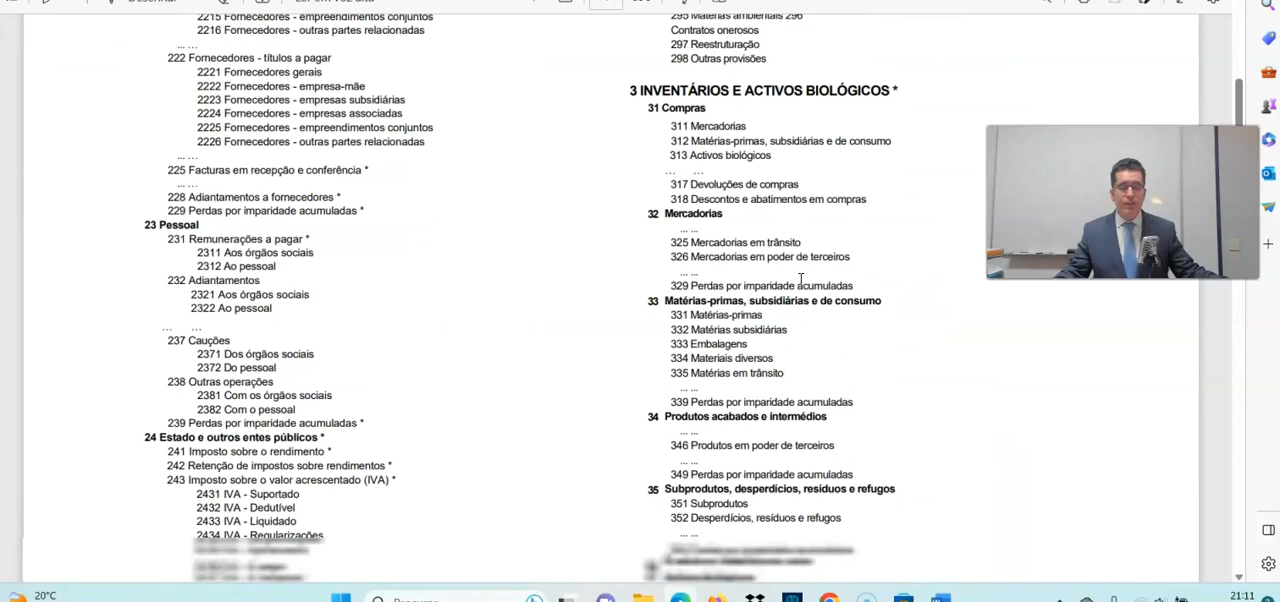 Desenhar
Ler em voz alta
2215 Fornecedores - empreendimentos conjuntos
2216 Fornecedores - outras partes relacionadas
... ...
222 Fornecedores - títulos a pagar
2221 Fornecedores gerais
2222 Fornecedores - empresa-mãe
2223 Fornecedores - empresas subsidiárias
2224 Fornecedores - empresas associadas
2225 Fornecedores - empreendimentos conjuntos
2226 Fornecedores - outras partes relacionadas
... ...
225 Facturas em recepção e conferência *
... ...
228 Adiantamentos a fornecedores *
229 Perdas por imparidade acumuladas *
23 Pessoal
231 Remunerações a pagar *
2311 Aos órgãos sociais
2312 Ao pessoal
232 Adiantamentos
2321 Aos órgãos sociais
2322 Ao pessoal
... ...
237 Cauções
2371 Dos órgãos sociais
2372 Do pessoal
238 Outras operações
2381 Com os órgãos sociais
2382 Com o pessoal
239 Perdas por imparidade acumuladas *
24 Estado e outros entes públicos *
241 Imposto sobre o rendimento *
242 Retenção de impostos sobre rendimentos *
243 Imposto sobre o valor acrescentado (IVA) *
2431 IVA - Suportado
2432 IVA - Dedutível
2433 IVA - Liquidado
2434 IVA - Regularizações
295 Matérias ambientais 296
Contratos onerosos
297 Reestruturação
298 Outras provisões
3 INVENTÁRIOS E ACTIVOS BIOLÓGICOS *
31 Compras
311 Mercadorias
312 Matérias-primas, subsidiárias e de consumo
313 Activos biológicos
... ...
317 Devoluções de compras
318 Descontos e abatimentos em compras
32 Mercadorias
... ...
325 Mercadorias em trânsito
326 Mercadorias em poder de terceiros
... ...
329 Perdas por imparidade acumuladas
33 Matérias-primas, subsidiárias e de consumo
331 Matérias-primas
332 Matérias subsidiárias
333 Embalagens
334 Materiais diversos
335 Matérias em trânsito
... ...
339 Perdas por imparidade acumuladas
34 Produtos acabados e intermédios
... ...
346 Produtos em poder de terceiros
... ...
349 Perdas por imparidade acumuladas
35 Subprodutos, desperdícios, resíduos e refugos
351 Subprodutos
352 Desperdícios, resíduos e refugos
... ...
20°C
Pesquisa
21:11